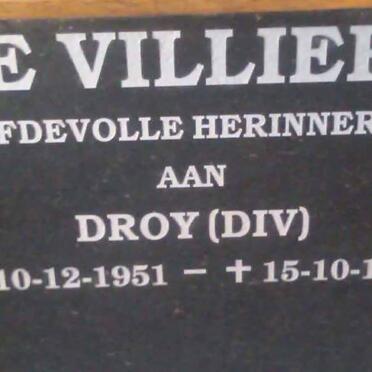 E VILLIE
FDEVOLLE HERINNER
AAN
DROY (DIV)
10-12-1951 – † 15-10-1